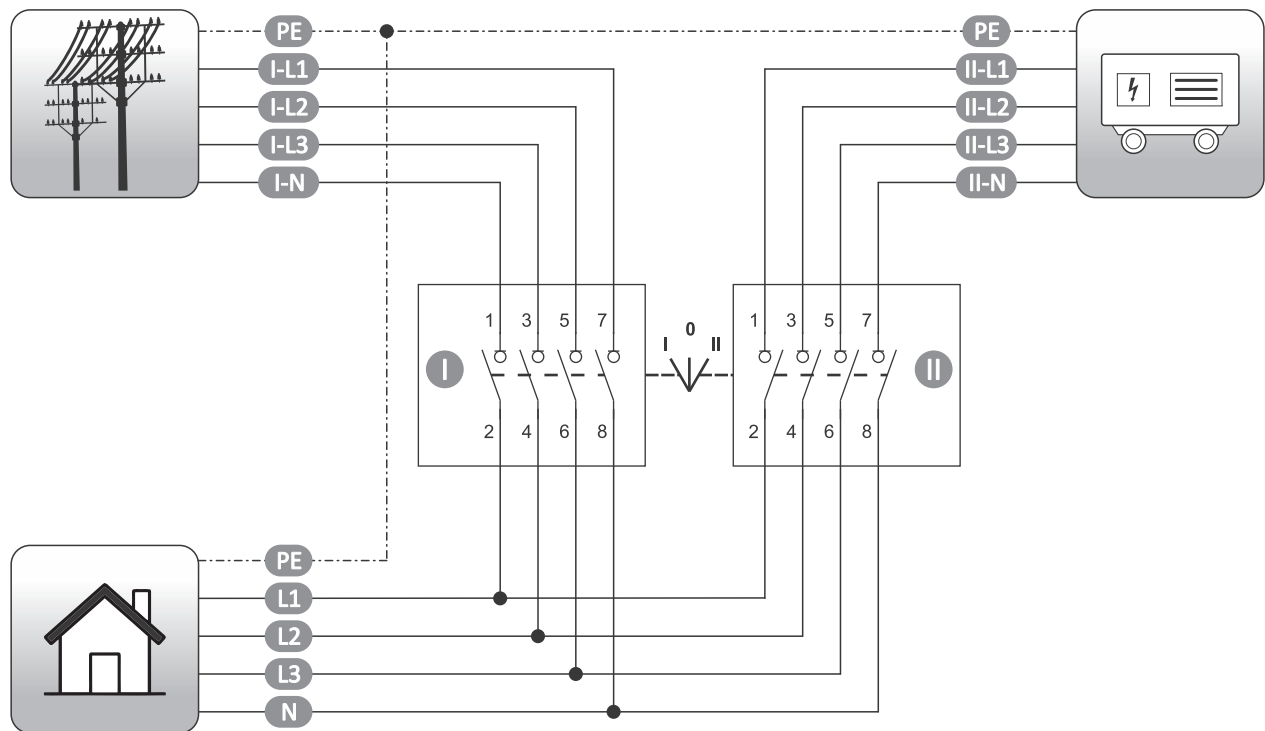 PE PE
I-L1 II-L1
I-L2 II-L2
I-L3 II-L3
I-N II-N
1 3 5 7 0 1 3 5 7
I II
I II
2 4 6 8 2 4 6 8
PE
L1
L2
L3
N